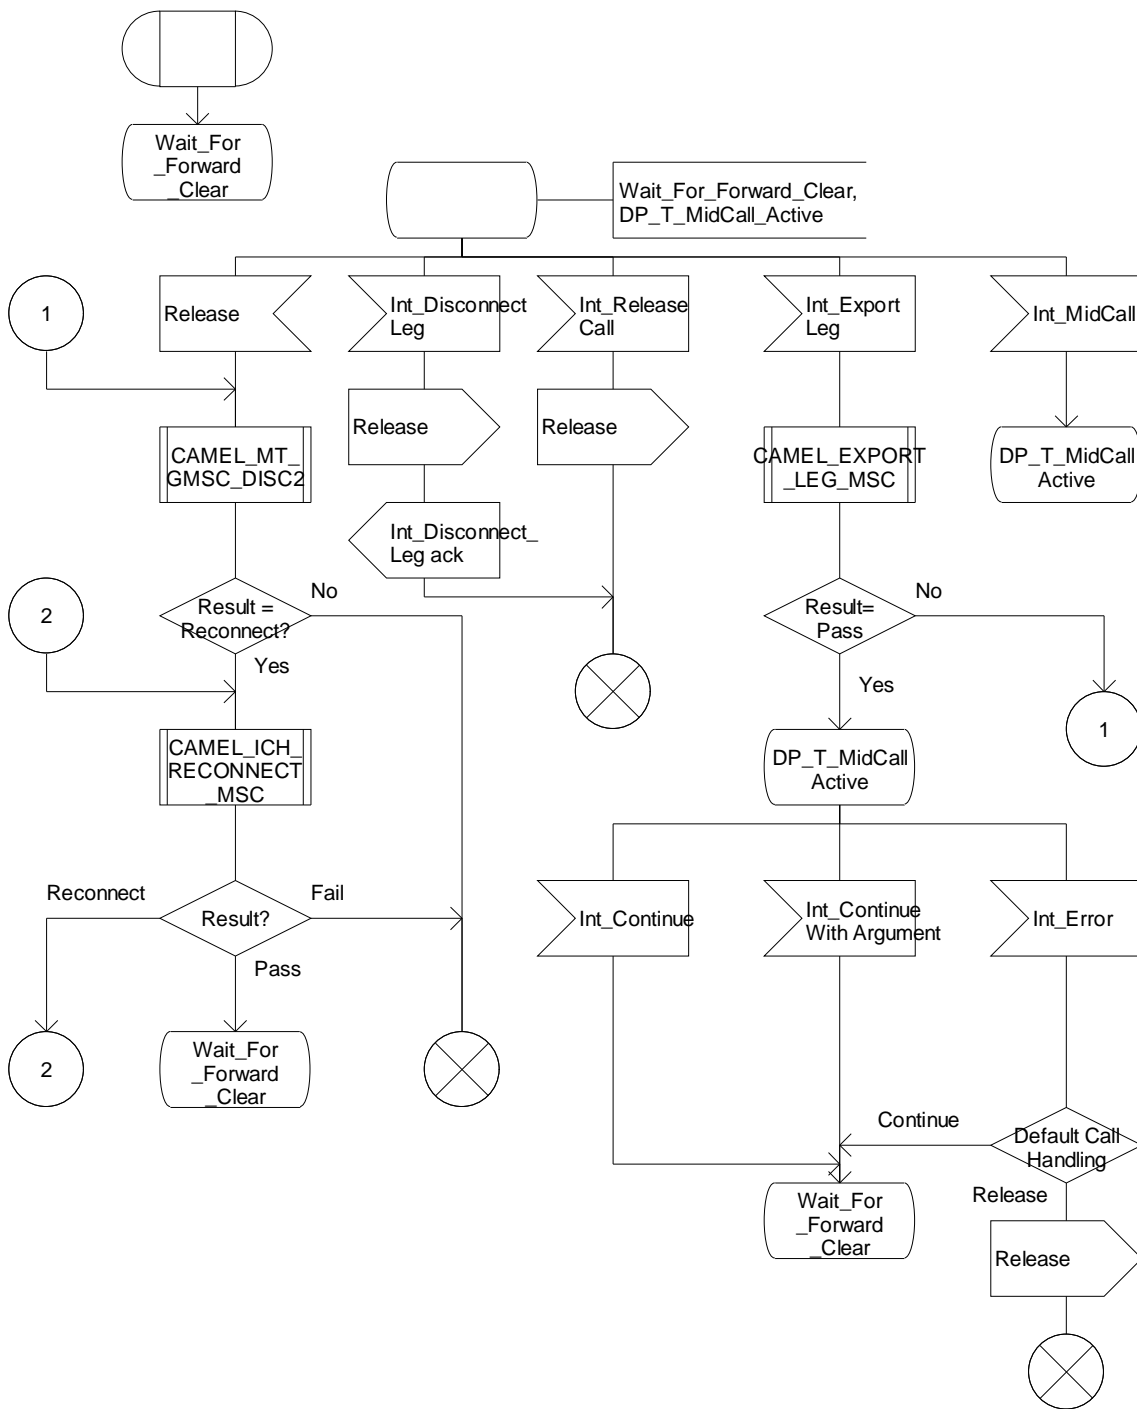 Wait_For
_Forward
_Clear
Wait_For_Forward_Clear,
DP_T_MidCall_Active
1
Release
Int_Disconnect
Leg
Int_Release
Call
Int_Export
Leg
Int_MidCall
CAMEL_MT_
GMSC_DISC2
Release
Release
CAMEL_EXPORT
_LEG_MSC
DP_T_MidCall
Active
Int_Disconnect_
Leg ack
2
Result =
Reconnect?
No
Yes
Result=
Pass
No
Yes
1
CAMEL_ICH_
RECONNECT
_MSC
DP_T_MidCall
Active
Reconnect
Result?
Fail
Pass
Int_Continue
Int_Continue
With Argument
Int_Error
2
Wait_For
_Forward
_Clear
Continue
Default Call
Handling
Release
Wait_For
_Forward
_Clear
Release